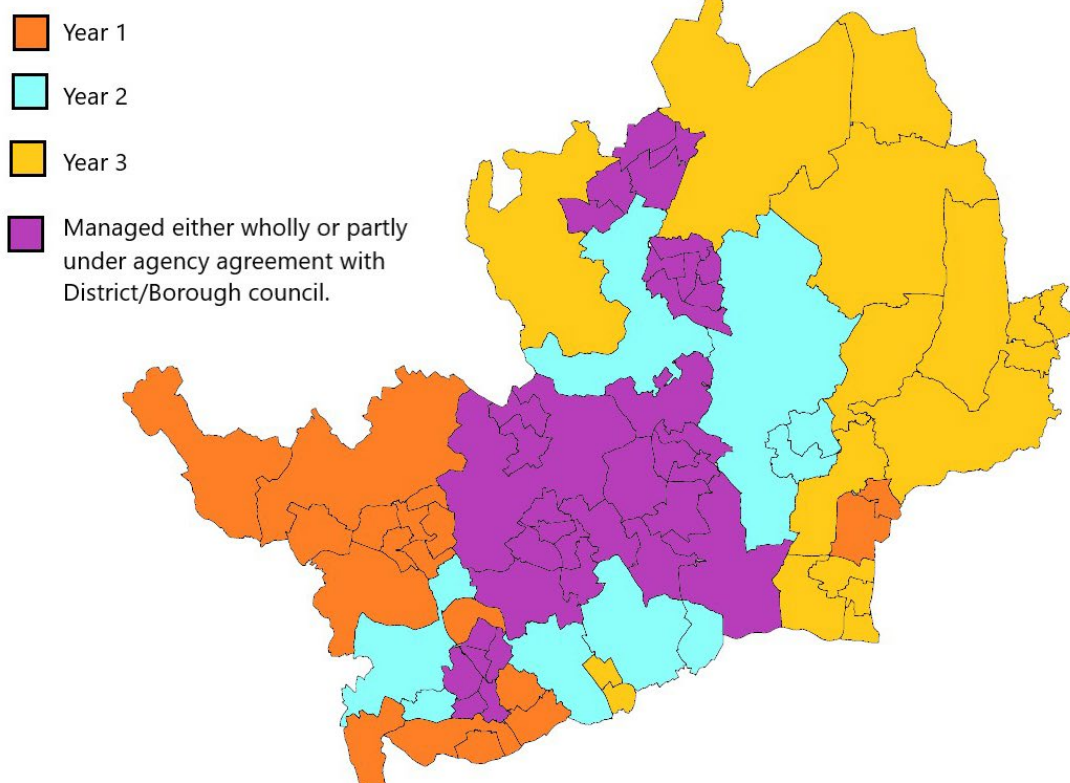 Year 1
Year 2
Year 3
Managed either wholly or partly
under agency agreement with
District/Borough council.